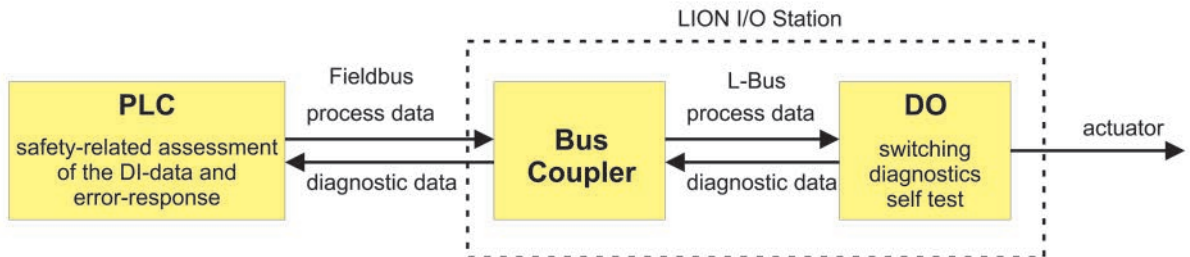 LION I/O Station
PLC
safety-related assessment
of the DI-data and
error-response
Fieldbus
process data
diagnostic data
Bus
Coupler
L-Bus
process data
diagnostic data
DO
switching
diagnostics
self test
actuator